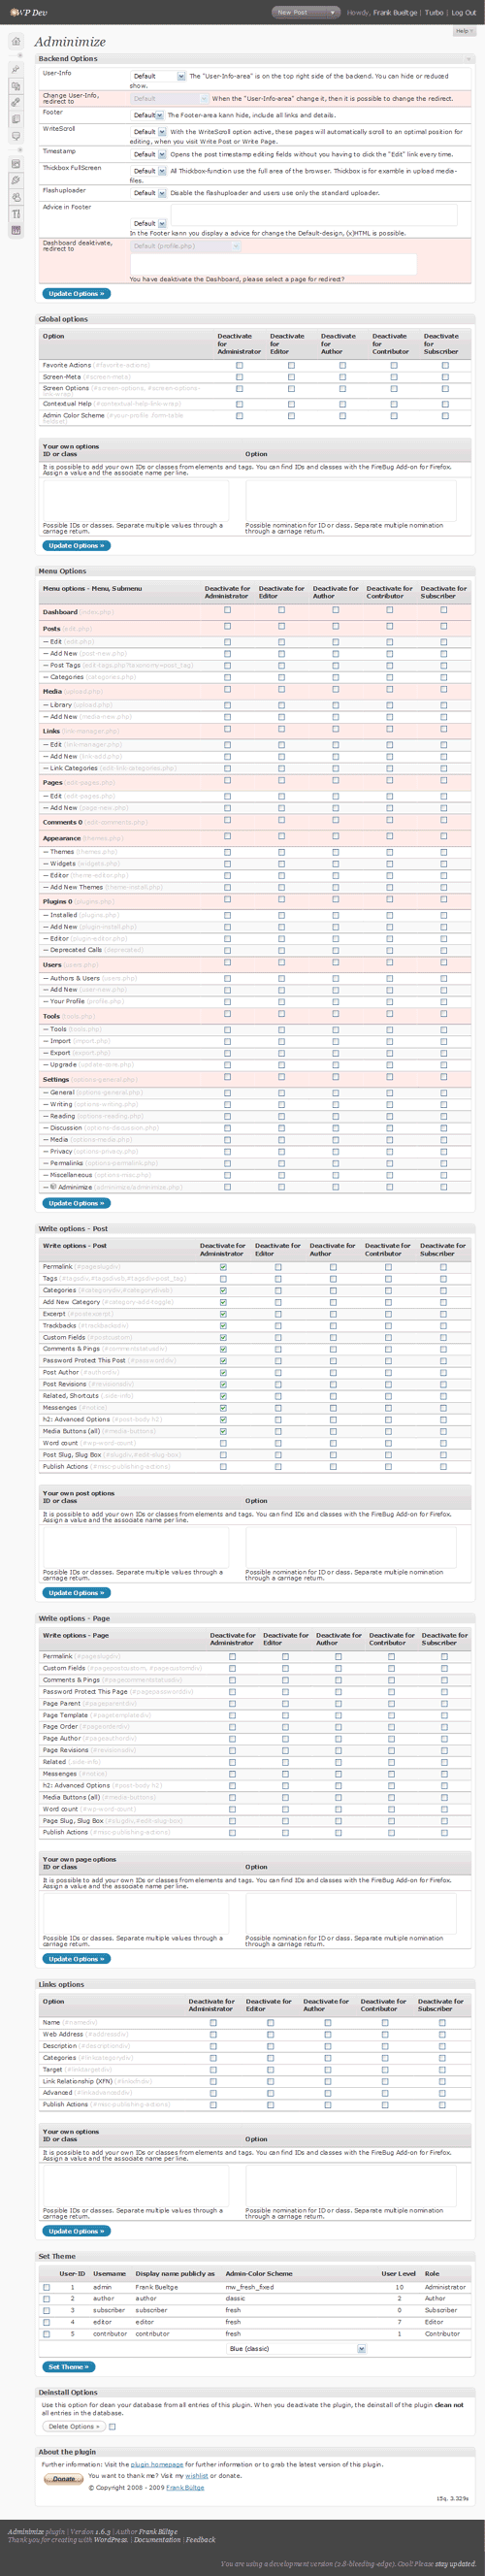 WP Dev
New Post
Howdy, Frank Bueltge | Turbo | Log Out
Help
Adminimize
Backend Options
User-Info
Default The "User-Info-area" is on the top right side of the backend. You can hide or reduced
show.
Change User-Info,
redirect to
Default When the "User-Info-area" change it, then it is possible to change the redirect.
Footer
Default The Footer-area kann hide, include all links and details.
WriteScroll
Default With the WriteScroll option active, these pages will automatically scroll to an optimal position for
editing, when you visit Write Post or Write Page.
Timestamp
Default Opens the post timestamp editing fields without you having to click the "Edit" link every time.
Thickbox FullScreen
Default All Thickbox-function use the full area of the browser. Thickbox is for examble in upload media-
files.
Flashuploader
Default Disable the flashuploader and users use only the standard uploader.
Advice in Footer
Default
In the Footer kann you display a advice for change the Default-design, (x)HTML is possible.
Dashboard deaktivate,
redirect to
Default (profile.php)
You have deaktivate the Dashboard, please select a page for redirect?
Update Options »
Global options
Option Deactivate for Administrator Deactivate for Editor Deactivate for Author Deactivate for Contributor Deactivate for Subscriber
Favorite Actions (#favorite-actions)
Screen-Meta (#screen-meta)
Screen Options (#screen-options, #screen-options-
link-wrap)
Contextual Help (#contextual-help-link-wrap)
Admin Color Scheme (#your-profile .form-table
fieldset)
Your own options
ID or class Option
It is possible to add your own IDs or classes from elements and tags. You can find IDs and classes with the FireBug Add-on for Firefox.
Assign a value and the associate name per line.
Possible IDs or classes. Separate multiple values through a
carriage return.
Possible nomination for ID or class. Separate multiple nomination
through a carriage return.
Update Options »
Menu Options
Menu options - Menu, Submenu Deactivate for Administrator Deactivate for Editor Deactivate for Author Deactivate for Contributor Deactivate for Subscriber
Dashboard (index.php)
Posts (edit.php)
— Edit (edit.php)
— Add New (post-new.php)
— Post Tags (edit-tags.php?taxonomy=post_tag)
— Categories (categories.php)
Media (upload.php)
— Library (upload.php)
— Add New (media-new.php)
Links (link-manager.php)
— Edit (link-manager.php)
— Add New (link-add.php)
— Link Categories (edit-link-categories.php)
Pages (edit-pages.php)
— Edit (edit-pages.php)
— Add New (page-new.php)
Comments 0 (edit-comments.php)
Appearance (themes.php)
— Themes (themes.php)
— Widgets (widgets.php)
— Editor (theme-editor.php)
— Add New Themes (theme-install.php)
Plugins 0 (plugins.php)
— Installed (plugins.php)
— Add New (plugin-install.php)
— Editor (plugin-editor.php)
— Deprecated Calls (deprecated)
Users (users.php)
— Authors & Users (users.php)
— Add New (user-new.php)
— Your Profile (profile.php)
Tools (tools.php)
— Tools (tools.php)
— Import (import.php)
— Export (export.php)
— Upgrade (update-core.php)
Settings (options-general.php)
— General (options-general.php)
— Writing (options-writing.php)
— Reading (options-reading.php)
— Discussion (options-discussion.php)
— Media (options-media.php)
— Privacy (options-privacy.php)
— Permalinks (options-permalink.php)
— Miscellaneous (options-misc.php)
— Adminimize (adminimize/adminimize.php)
Update Options »
Write options - Post
Write options - Post Deactivate for Administrator Deactivate for Editor Deactivate for Author Deactivate for Contributor Deactivate for Subscriber
Permalink (#pageslugdiv)
Tags (#tagsdiv,#tagsdivsb,#tagsdiv-post_tag)
Categories (#categorydiv,#categorydivsb)
Add New Category (#category-add-toggle)
Excerpt (#postexcerpt)
Trackbacks (#trackbacksdiv)
Custom Fields (#postcustom)
Comments & Pings (#commentstatusdiv)
Password Protect This Post (#passworddiv)
Post Author (#authordiv)
Post Revisions (#revisionsdiv)
Related, Shortcuts (.side-info)
Messenges (#notice)
h2: Advanced Options (#post-body h2)
Media Buttons (all) (#media-buttons)
Word count (#wp-word-count)
Post Slug, Slug Box (#slugdiv,#edit-slug-box)
Publish Actions (#misc-publishing-actions)
Your own post options
ID or class Option
It is possible to add your own IDs or classes from elements and tags. You can find IDs and classes with the FireBug Add-on for Firefox.
Assign a value and the associate name per line.
Possible IDs or classes. Separate multiple values through a
carriage return.
Possible nomination for ID or class. Separate multiple nomination
through a carriage return.
Update Options »
Write options - Page
Write options - Page Deactivate for Administrator Deactivate for Editor Deactivate for Author Deactivate for Contributor Deactivate for Subscriber
Permalink (#pageslugdiv)
Custom Fields (#pagepostcustom, #pagecustomdiv)
Comments & Pings (#pagecommentstatusdiv)
Password Protect This Page (#pagepassworddiv)
Page Parent (#pageparentdiv)
Page Template (#pagetemplatediv)
Page Order (#pageorderdiv)
Page Author (#pageauthordiv)
Page Revisions (#revisionsdiv)
Related (.side-info)
Messenges (#notice)
h2: Advanced Options (#post-body h2)
Media Buttons (all) (#media-buttons)
Word count (#wp-word-count)
Page Slug, Slug Box (#slugdiv,#edit-slug-box)
Publish Actions (#misc-publishing-actions)
Your own page options
ID or class Option
It is possible to add your own IDs or classes from elements and tags. You can find IDs and classes with the FireBug Add-on for Firefox.
Assign a value and the associate name per line.
Possible IDs or classes. Separate multiple values through a
carriage return.
Possible nomination for ID or class. Separate multiple nomination
through a carriage return.
Update Options »
Links options
Option Deactivate for Administrator Deactivate for Editor Deactivate for Author Deactivate for Contributor Deactivate for Subscriber
Name (#namediv)
Web Address (#addressdiv)
Description (#descriptiondiv)
Categories (#linkcategorydiv)
Target (#linktargetdiv)
Link Relationship (XFN) (#linkxfndiv)
Advanced (#linkadvanceddiv)
Publish Actions (#misc-publishing-actions)
Your own options
ID or class Option
It is possible to add your own IDs or classes from elements and tags. You can find IDs and classes with the FireBug Add-on for Firefox.
Assign a value and the associate name per line.
Possible IDs or classes. Separate multiple values through a
carriage return.
Possible nomination for ID or class. Separate multiple nomination
through a carriage return.
Update Options »
Set Theme
User-ID Username Display name publicly as Admin-Color Scheme User Level Role
1 admin Frank Bueltge mw_fresh_fixed 10 Administrator
2 author author classic 2 Author
3 subscriber subscriber fresh 0 Subscriber
4 editor editor fresh 7 Editor
5 contributor contributor fresh 1 Contributor
Blue (classic)
Set Theme »
Deinstall Options
Use this option for clean your database from all entries of this plugin. When you deactivate the plugin, the deinstall of the plugin clean not
all entries in the database.
Delete Options »
About the plugin
Further information: Visit the plugin homepage for further information or to grab the latest version of this plugin.
Donate
You want to thank me? Visit my wishlist or donate.
© Copyright 2008 - 2009 Frank Bültge
15q, 3.329s
Adminimize plugin | Version 1.6.3 | Author Frank Bültge
Thank you for creating with WordPress. | Documentation | Feedback
You are using a development version (2.8-bleeding-edge). Cool! Please stay updated.